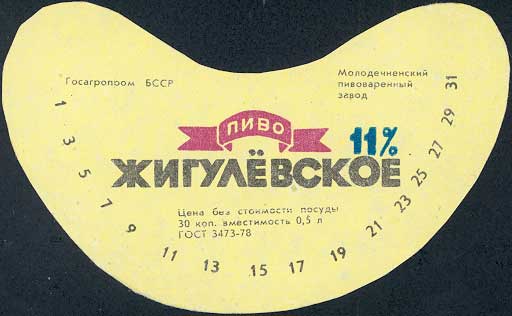 Госагропром БССР
Молодечненский
пивоваренный
завод
ПИВО
11%
ЖИГУЛЁВСКОЕ
Цена без стоимости посуды
30 коп. вместимость 0,5 л
ГОСТ 3473-78
1 3 5 7 9 11 13 15 17 19 21 23 25 27 29 31